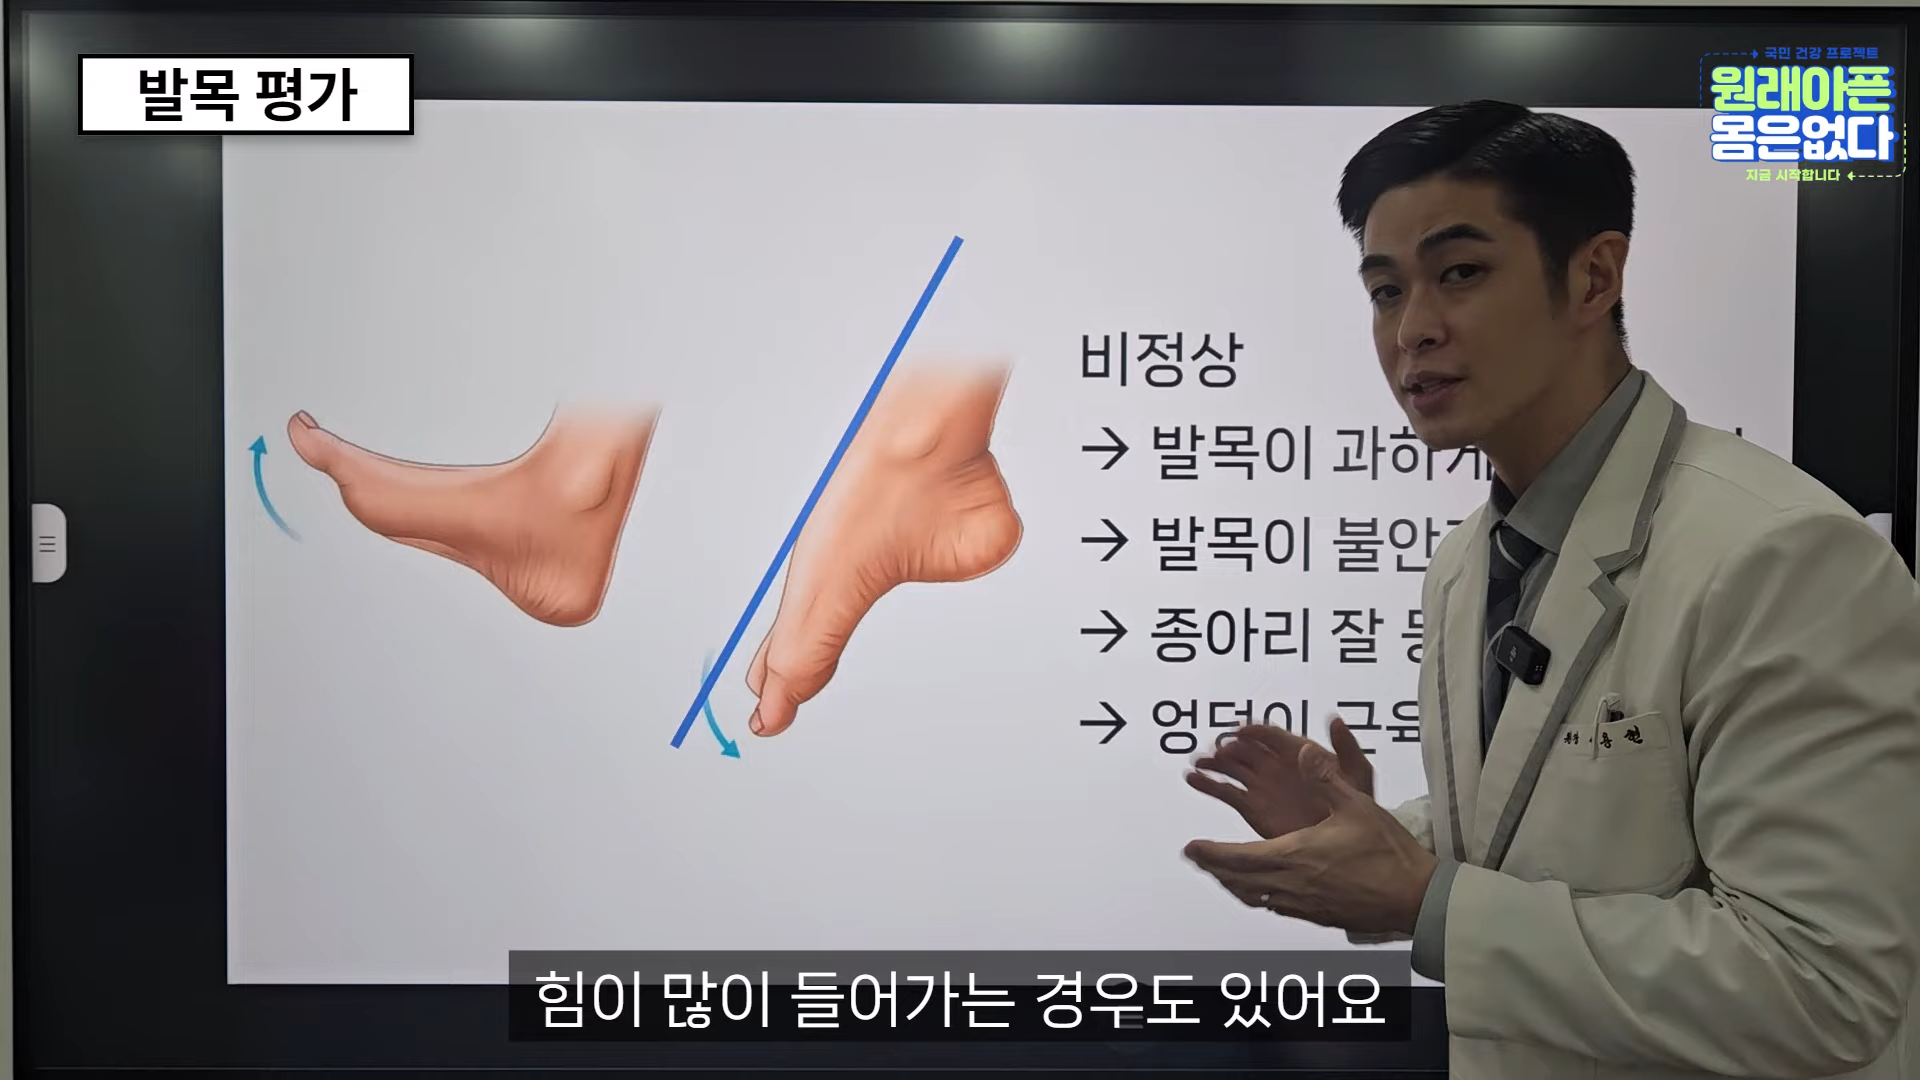 발목 평가
국민 건강 프로젝트
원래아픈
몸은없다
지금 시작합니다
비정상
→ 발목이 과하게
→ 발목이
→ 종아리 잘
→ 엉덩이 근육
힘이 많이 들어가는 경우도 있어요